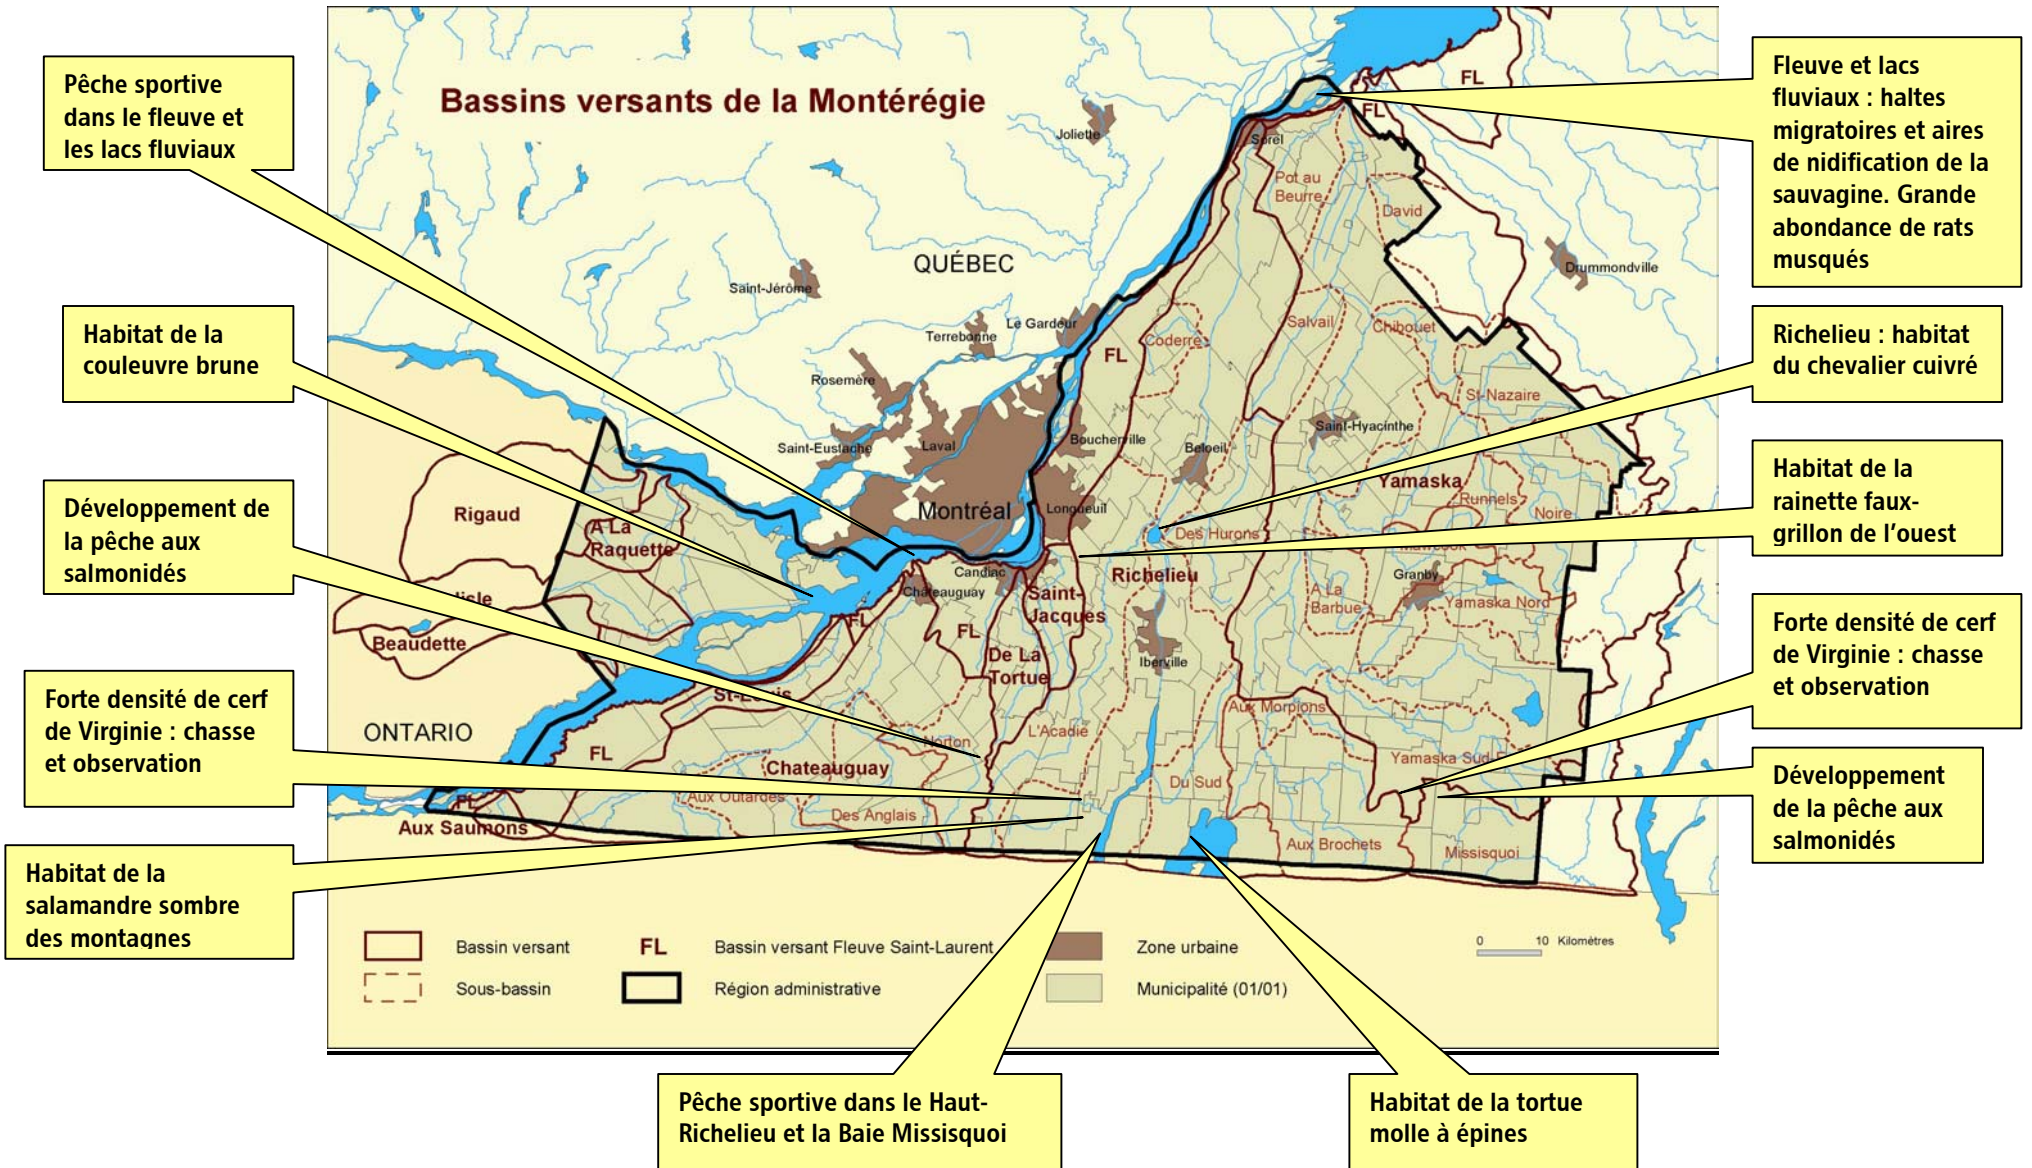 Bassins versants de la Montérégie
Pêche sportive
dans le fleuve et
les lacs fluviaux
Habitat de la
couleuvre brune
Développement de
la pêche aux
salmonidés
Forte densité de cerf
de Virginie : chasse
et observation
Habitat de la
salamandre sombre
des montagnes
Fleuve et lacs
fluviaux : haltes
migratoires et aires
de nidification de la
sauvagine. Grande
abondance de rats
musqués
Richelieu : habitat
du chevalier cuivré
Habitat de la
rainette faux-
grillon de l'ouest
Forte densité de cerf
de Virginie : chasse
et observation
Développement
de la pêche aux
salmonidés
Pêche sportive dans le Haut-
Richelieu et la Baie Missisquoi
Habitat de la tortue
molle à épines
FL
FL
Joliette
Sorel
Pot au
Beurre
David
QUÉBEC
Drummondville
Saint-Jérôme
Le Gardeur
Terrebonne
Salvail
Chibouet
Coderre
FL
Rosemère
St-Nazaire
Saint-Hyacinthe
Saint-Eustache
Laval
Boucherville
Beloeil
Yamaska
Runnels
Noire
Rigaud
A La
Raquette
Montréal
Longueuil
Des Hurons
Candiac
Châteauguay
Richelieu
Granby
Saint-
Jacques
A La
Barbue
Yamaska Nord
Beaudette
FL
FL
De La
Tortue
Iberville
Aux Morpions
ONTARIO
FL
Norton
L'Acadie
Chateauguay
Du Sud
Aux Outardes
Des Anglais
FL
Aux Saumons
Aux Brochets
Missisquoi
Bassin versant
FL
Bassin versant Fleuve Saint-Laurent
Zone urbaine
0 10 Kilomètres
Sous-bassin
Région administrative
Municipalité (01/01)